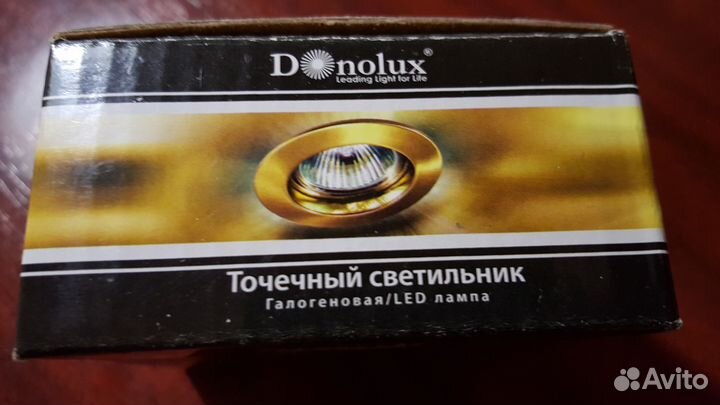 Donolux®
Leading Light for Life
Точечный светильник
Галогеновая/LED лампа
Avito